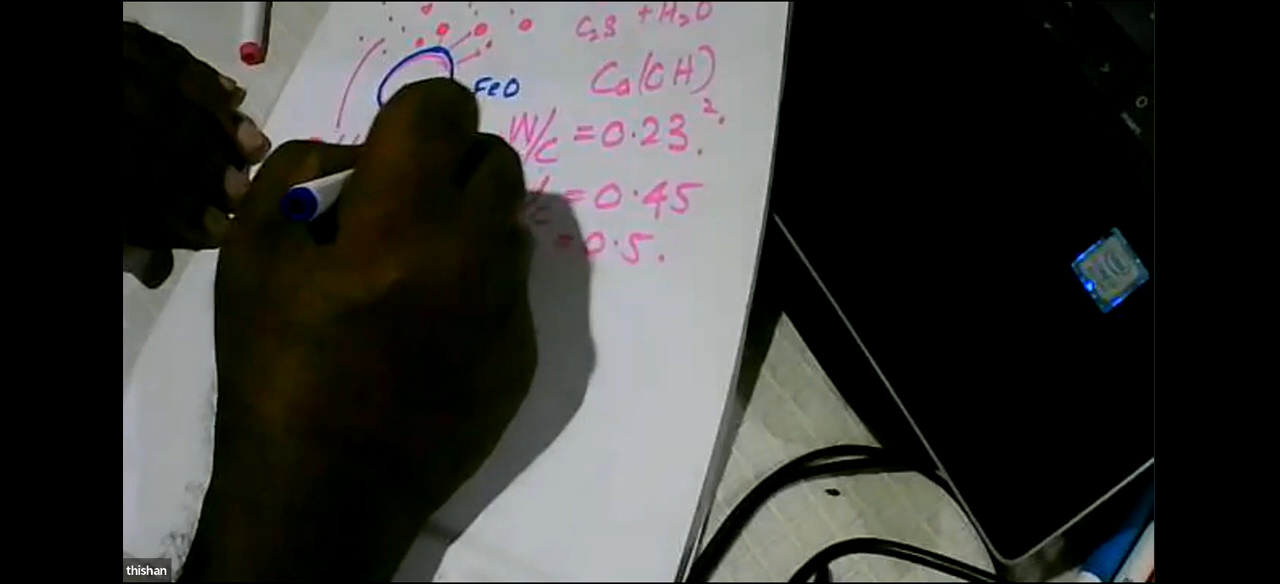 C₃S + H₂O
Ca(OH)₂.
FeO
W/C = 0.23.
/C = 0.45
= 0.5.
thishan